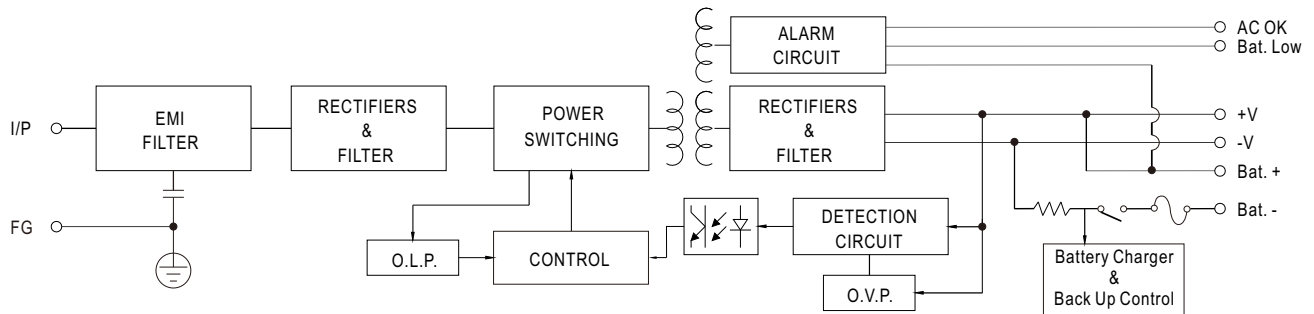 ALARM
CIRCUIT
AC OK
Bat. Low
I/P
EMI
FILTER
RECTIFIERS
&
FILTER
POWER
SWITCHING
RECTIFIERS
&
FILTER
+V
-V
Bat. +
Bat. -
FG
O.L.P.
CONTROL
DETECTION
CIRCUIT
O.V.P.
Battery Charger
&
Back Up Control